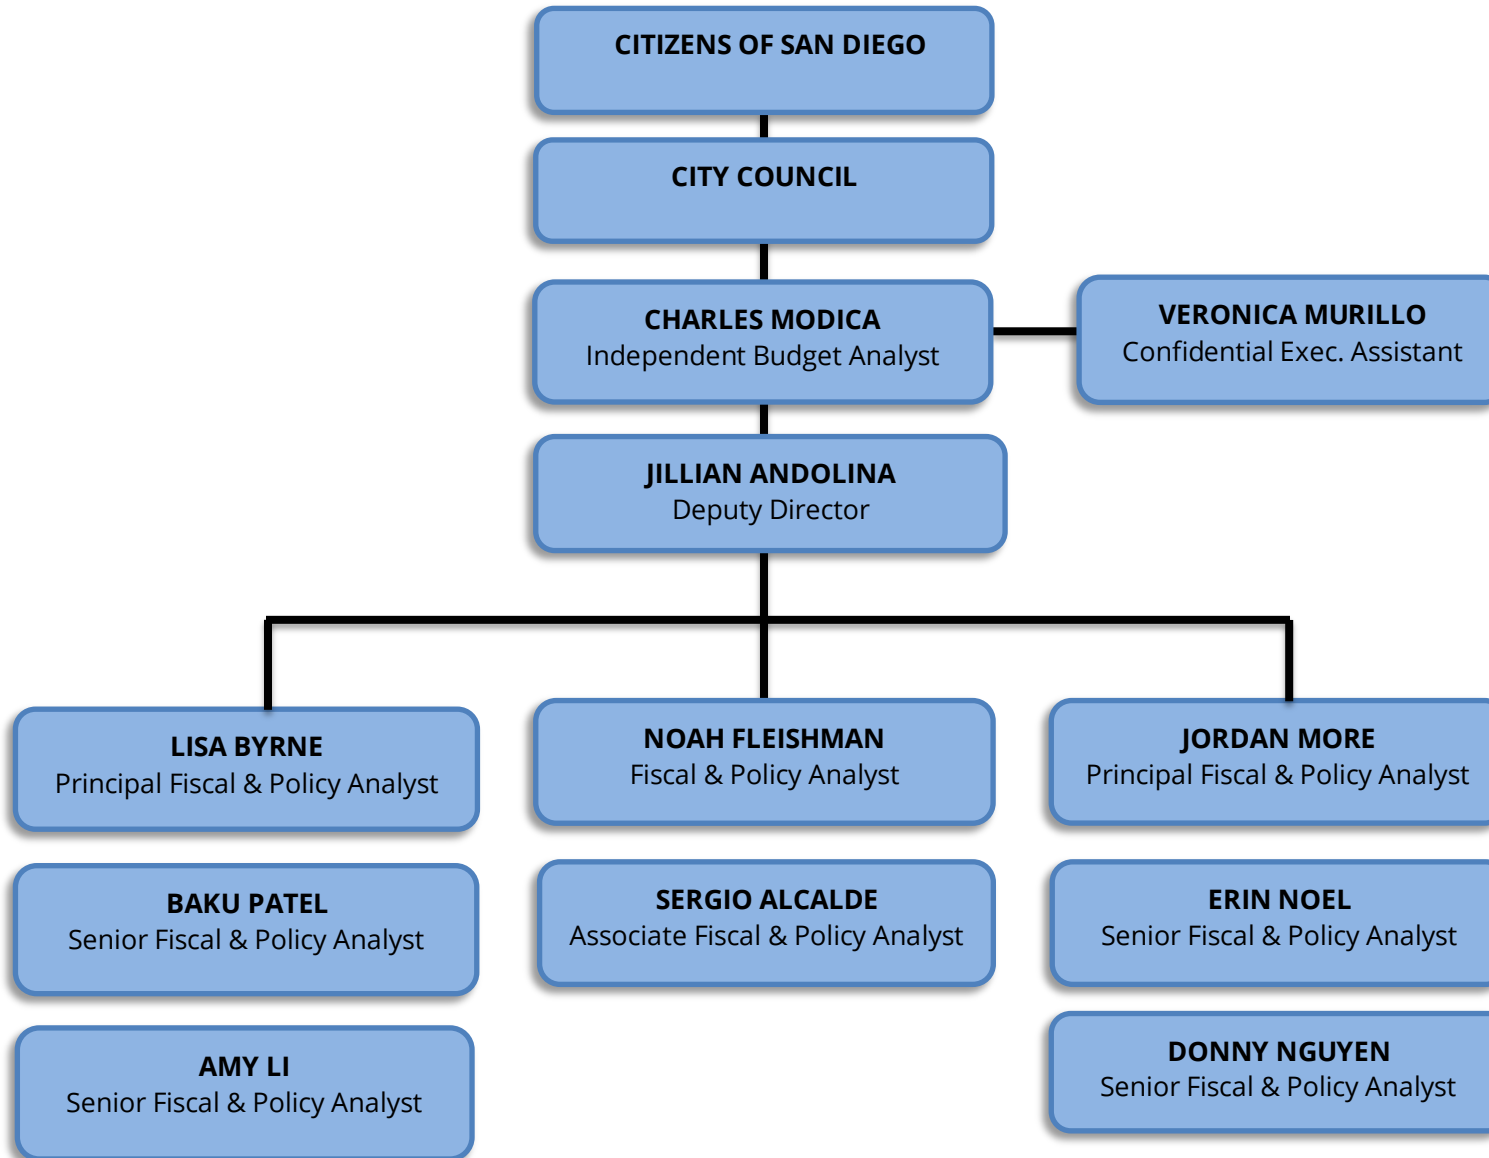 CITIZENS OF SAN DIEGO
CITY COUNCIL
CHARLES MODICA
Independent Budget Analyst
VERONICA MURILLO
Confidential Exec. Assistant
JILLIAN ANDOLINA
Deputy Director
LISA BYRNE
Principal Fiscal & Policy Analyst
NOAH FLEISHMAN
Fiscal & Policy Analyst
JORDAN MORE
Principal Fiscal & Policy Analyst
BAKU PATEL
Senior Fiscal & Policy Analyst
SERGIO ALCALDE
Associate Fiscal & Policy Analyst
ERIN NOEL
Senior Fiscal & Policy Analyst
AMY LI
Senior Fiscal & Policy Analyst
DONNY NGUYEN
Senior Fiscal & Policy Analyst